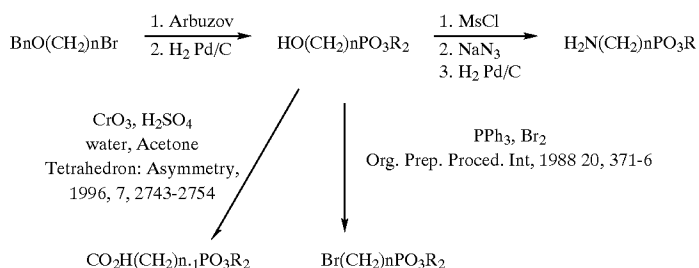 1. Arbuzov
BnO(CH2)nBr
2. H2 Pd/C
HO(CH2)nPO3R2
1. MsCl
2. NaN3
3. H2 Pd/C
H2N(CH2)nPO3R
CrO3, H2SO4
water, Acetone
Tetrahedron: Asymmetry,
1996, 7, 2743-2754
PPh3, Br2
Org. Prep. Proced. Int, 1988 20, 371-6
CO2H(CH2)n-1PO3R2
Br(CH2)nPO3R2